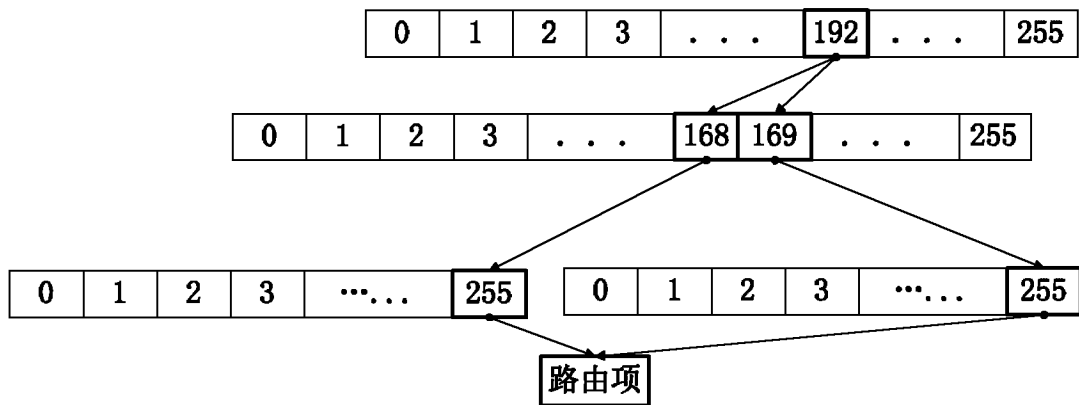 0 1 2 3 . . . 192 . . . 255
0 1 2 3 . . . 168 169 . . . 255
0 1 2 3 ...... 255 0 1 2 3 ...... 255
路由项